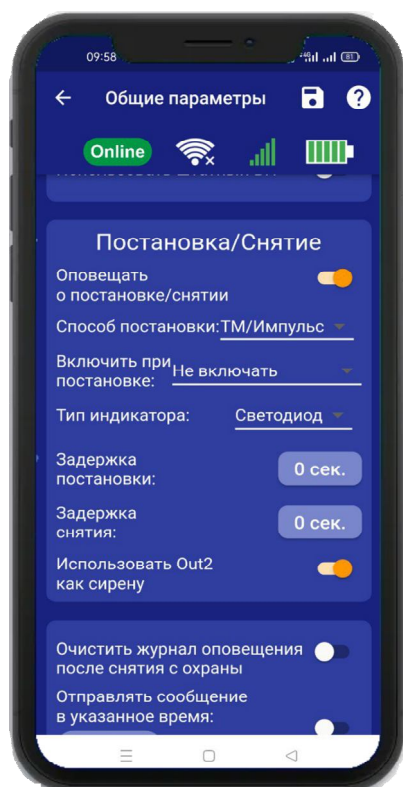 09:58
81
Общие параметры
Online
Постановка/Снятие
Оповещать
о постановке/снятии
Способ постановки: ТМ/Импульс
Включить при
постановке: Не включать
Тип индикатора: Светодиод
Задержка
постановки: 0 сек.
Задержка
снятия: 0 сек.
Использовать Out2
как сирену
Очистить журнал оповещения
после снятия с охраны
Отправлять сообщение
в указанное время: